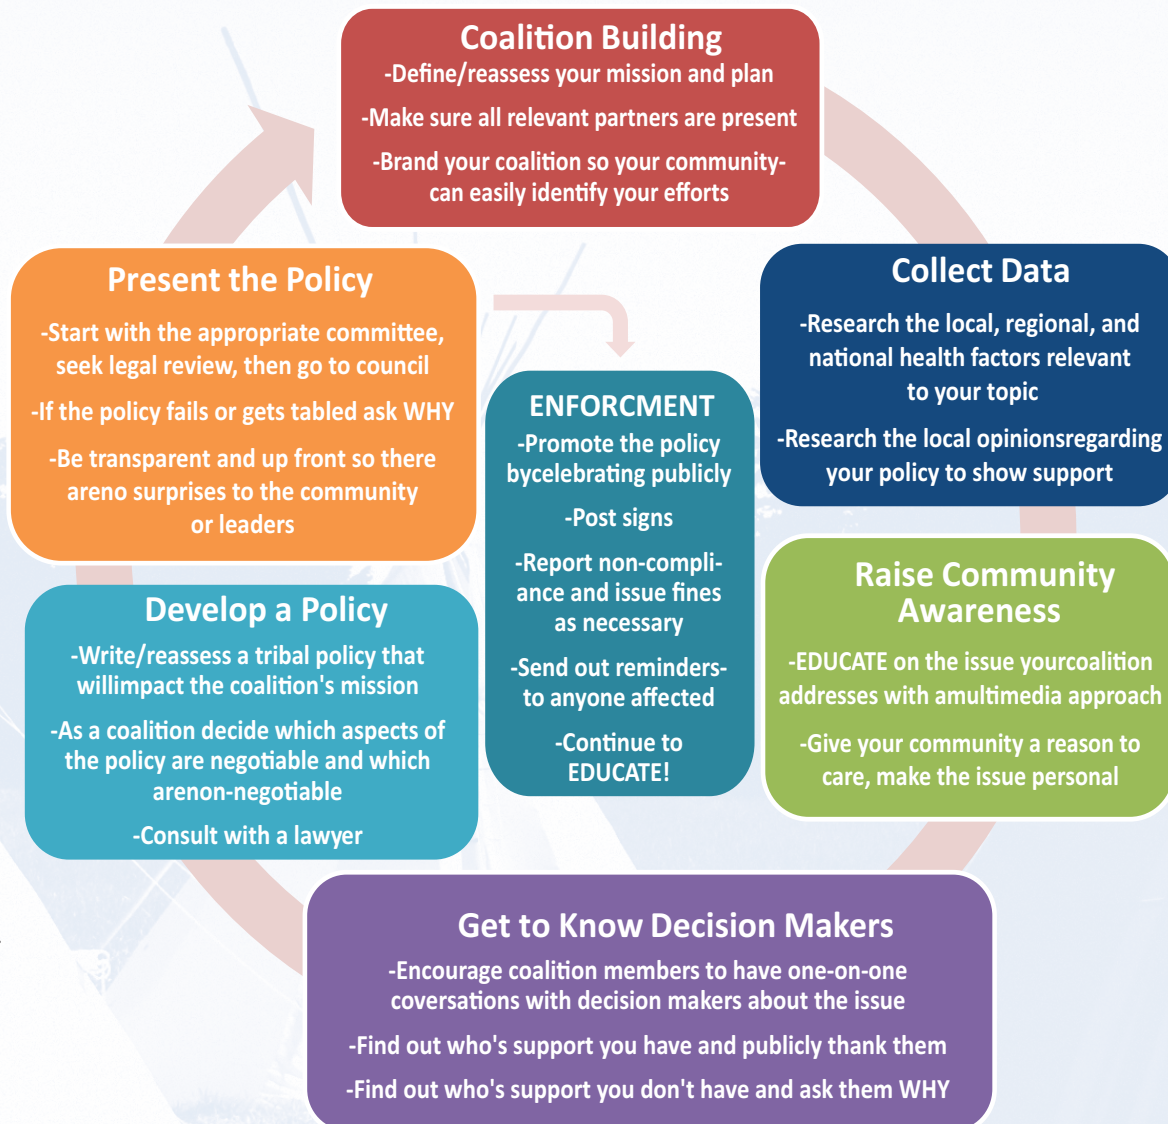 Coalition Building
-Define/reassess your mission and plan
-Make sure all relevant partners are present
-Brand your coalition so your community-
can easily identify your efforts
Collect Data
-Research the local, regional, and
national health factors relevant
to your topic
-Research the local opinionsregarding
your policy to show support
Raise Community
Awareness
-EDUCATE on the issue yourcoalition
addresses with amultimedia approach
-Give your community a reason to
care, make the issue personal
Get to Know Decision Makers
-Encourage coalition members to have one-on-one
coversations with decision makers about the issue
-Find out who's support you have and publicly thank them
-Find out who's support you don't have and ask them WHY
Develop a Policy
-Write/reassess a tribal policy that
willimpact the coalition's mission
-As a coalition decide which aspects of
the policy are negotiable and which
arenon-negotiable
-Consult with a lawyer
Present the Policy
-Start with the appropriate committee,
seek legal review, then go to council
-If the policy fails or gets tabled ask WHY
-Be transparent and up front so there
areno surprises to the community
or leaders
ENFORCMENT
-Promote the policy
bycelebrating publicly
-Post signs
-Report non-compli-
ance and issue fines
as necessary
-Send out reminders-
to anyone affected
-Continue to
EDUCATE!